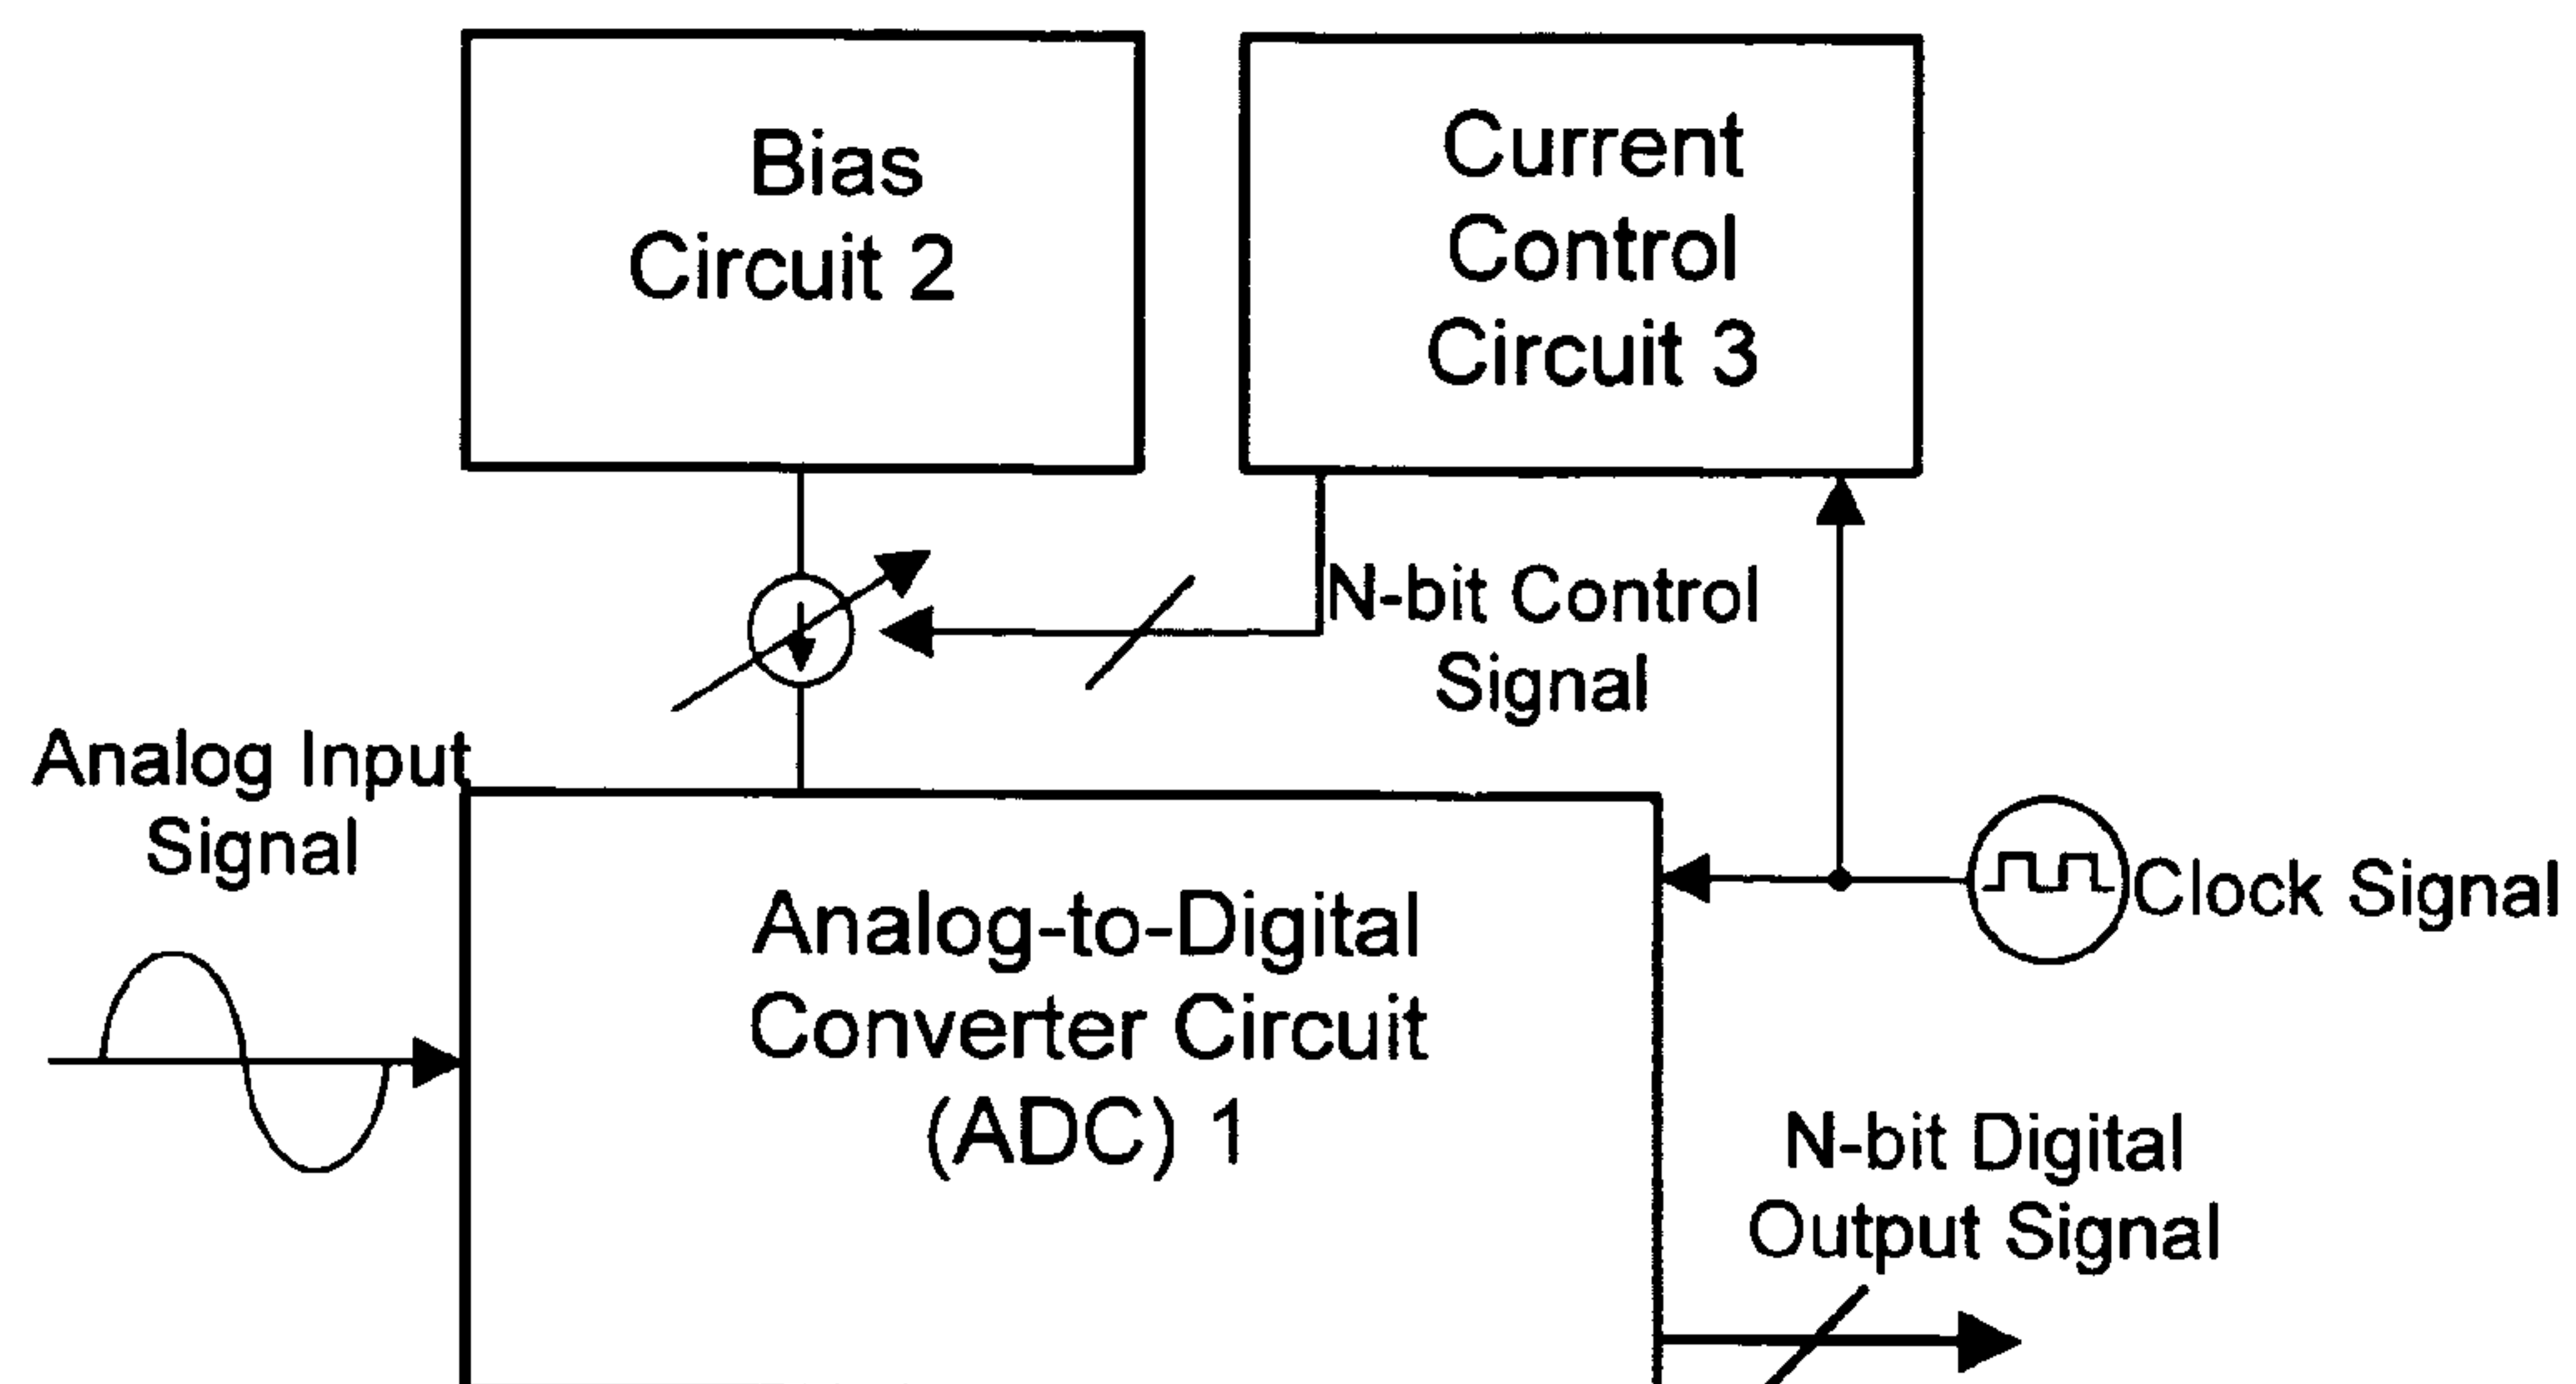 Bias
Circuit 2
Current
Control
Circuit 3
N-bit Control
Signal
Analog Input
Signal
Analog-to-Digital
Converter Circuit
(ADC) 1
Clock Signal
N-bit Digital
Output Signal